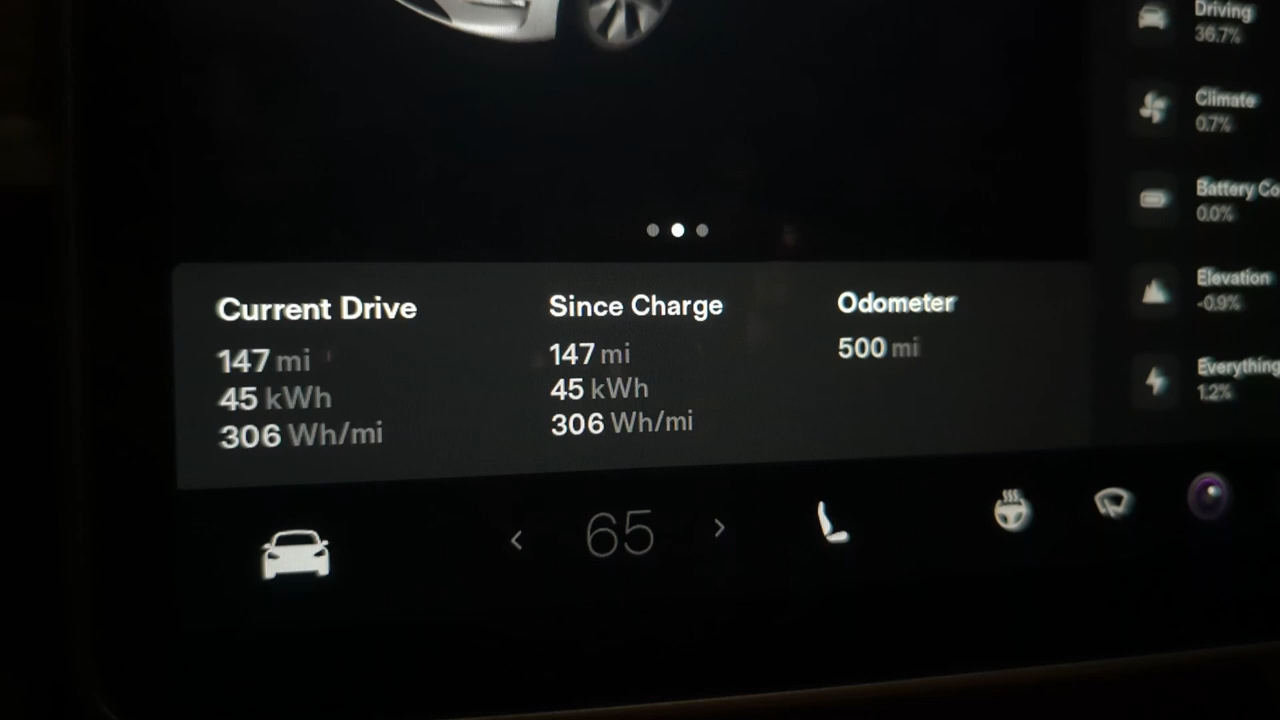 Driving
36.7%
Climate
0.7%
Battery Co
0.0%
Elevation
-0.9%
Everything
1.2%
Current Drive
147 mi
45 kWh
306 Wh/mi
Since Charge
147 mi
45 kWh
306 Wh/mi
Odometer
500 mi
65